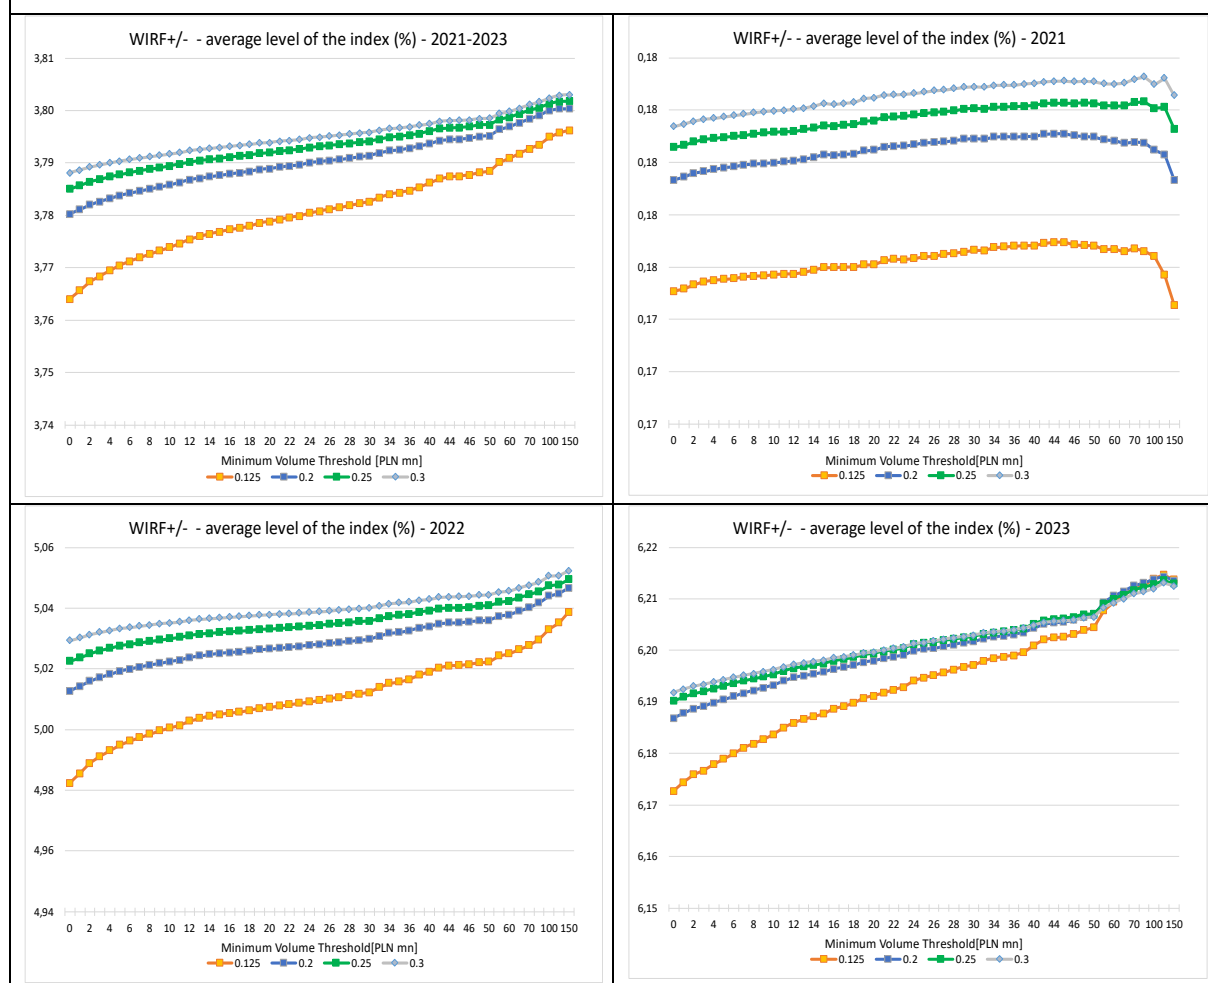 WIRF+/- - average level of the index (%) - 2021-2023
3,81
3,80
3,79
3,78
3,77
3,76
3,75
3,74
0 2 4 6 8 10 12 14 16 18 20 22 24 26 28 30 34 36 40 44 46 50 60 70 100 150
Minimum Volume Threshold [PLN mn]
0.125 0.2 0.25 0.3
WIRF+/- - average level of the index (%) - 2021
0,18
0,18
0,18
0,18
0,18
0,17
0,17
0,17
0 2 4 6 8 10 12 14 16 18 20 22 24 26 28 30 34 36 40 44 46 50 60 70 100 150
Minimum Volume Threshold[PLN mn]
0.125 0.2 0.25 0.3
WIRF+/- - average level of the index (%) - 2022
5,06
5,04
5,02
5,00
4,98
4,96
4,94
0 2 4 6 8 10 12 14 16 18 20 22 24 26 28 30 34 36 40 44 46 50 60 70 100 150
Minimum Volume Threshold[PLN mn]
0.125 0.2 0.25 0.3
WIRF+/- - average level of the index (%) - 2023
6,22
6,21
6,20
6,19
6,18
6,17
6,16
6,15
0 2 4 6 8 10 12 14 16 18 20 22 24 26 28 30 34 36 40 44 46 50 60 70 100 150
Minimum Volume Threshold[PLN mn]
0.125 0.2 0.25 0.3